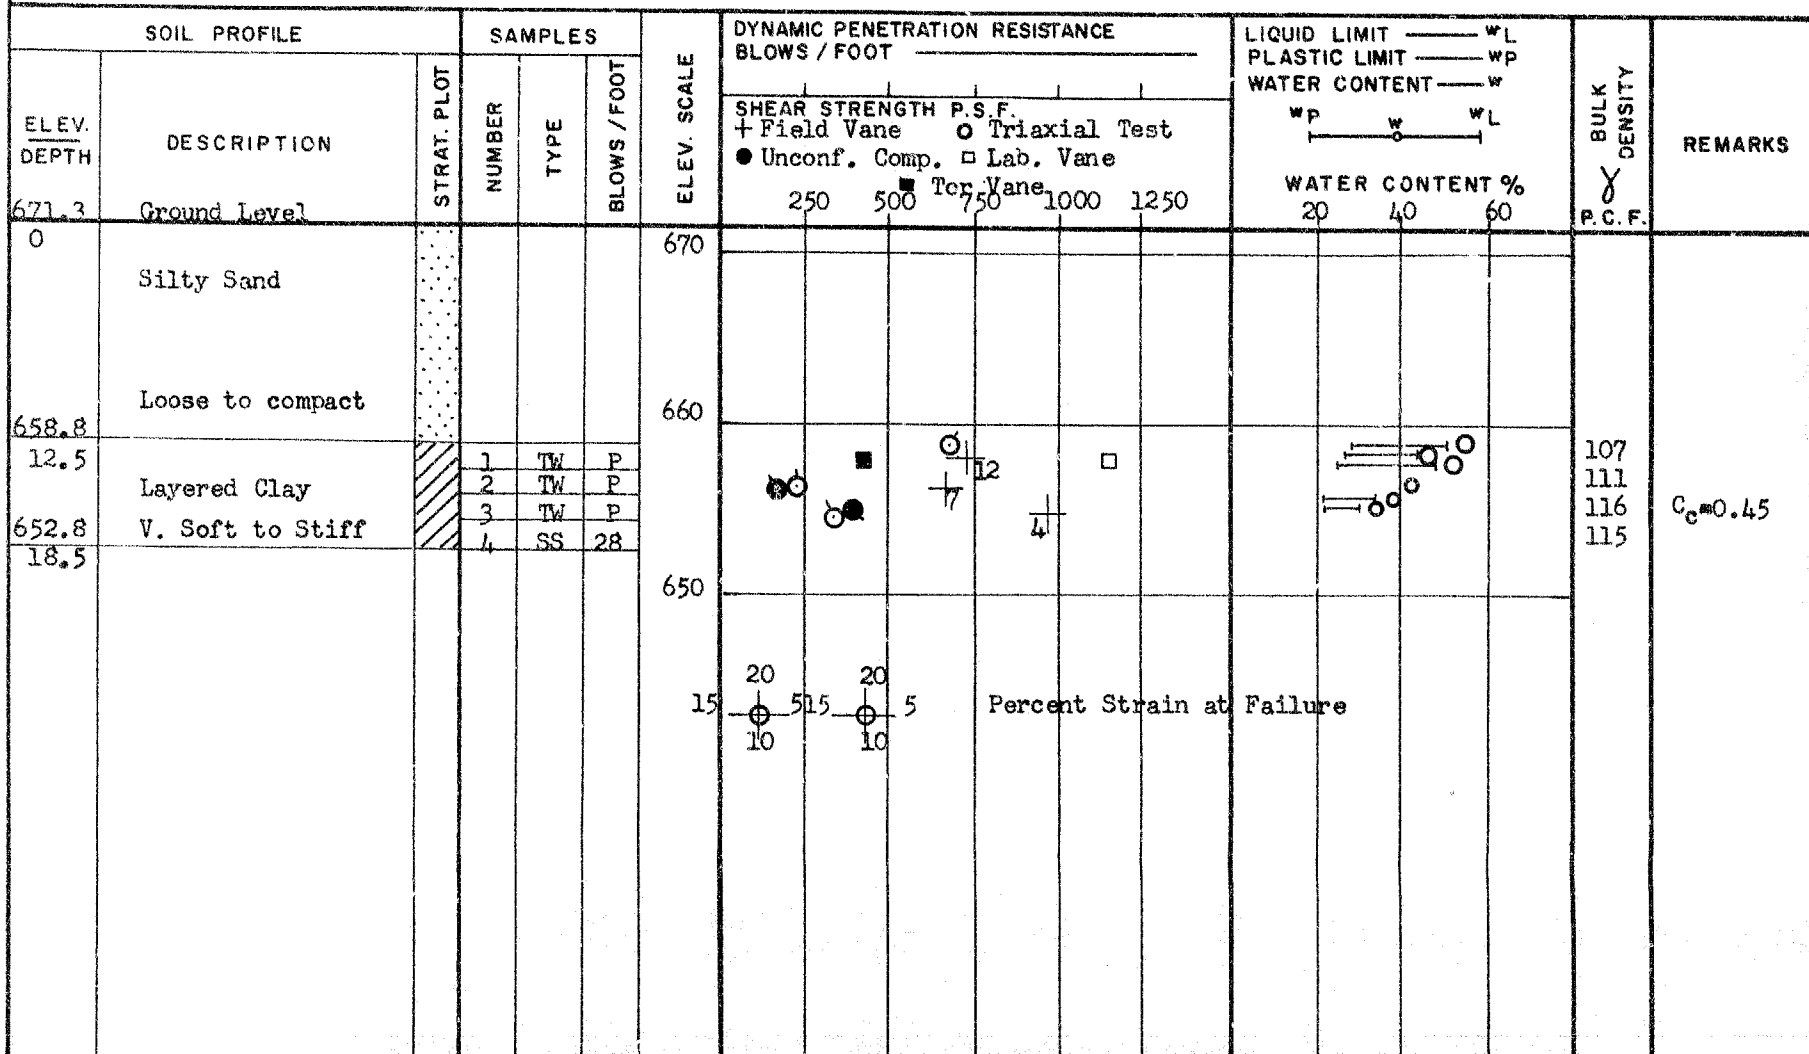 SOIL PROFILE
SAMPLES
ELEV. SCALE
DYNAMIC PENETRATION RESISTANCE
BLOWS / FOOT
LIQUID LIMIT wL
PLASTIC LIMIT wP
WATER CONTENT w
BULK DENSITY
γ
P.C.F.
REMARKS
ELEV.
DEPTH
DESCRIPTION
STRAT. PLOT
NUMBER
TYPE
BLOWS / FOOT
SHEAR STRENGTH P.S.F.
+ Field Vane o Triaxial Test
● Unconf. Comp. □ Lab. Vane
■ Tor Vane
250 500 750 1000 1250
wP w wL
WATER CONTENT %
20 40 60
671.3 Ground Level
0
670
Silty Sand
Loose to compact
660
658.8
12.5
1 TW P
12
107
Layered Clay
2 TW P
7
111
3 TW P
4
116
Cc=0.45
652.8 V. Soft to Stiff
4 SS 28
115
18.5
650
20 20
15 5 15 5 Percent Strain at Failure
10 10